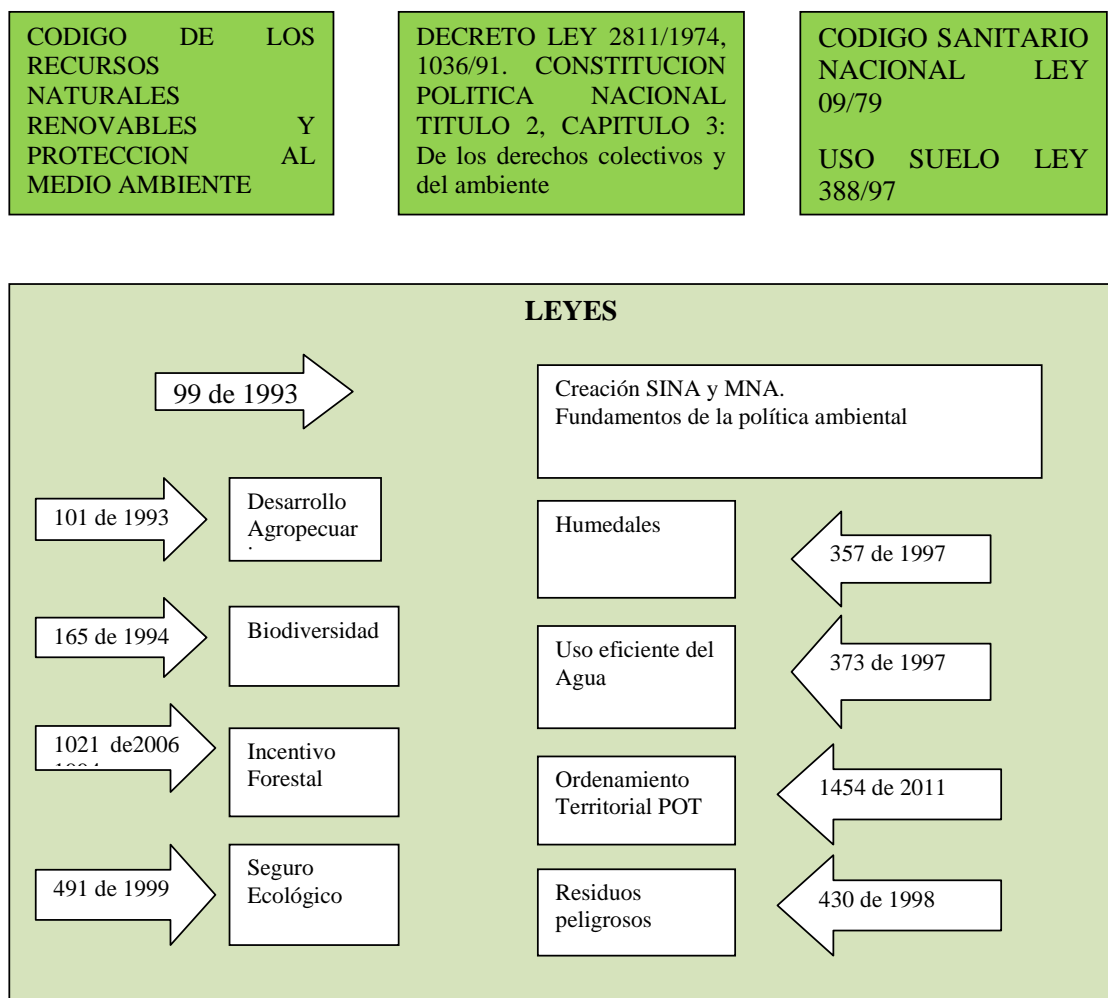 CODIGO DE LOS
RECURSOS
NATURALES
RENOVABLES Y
PROTECCION AL
MEDIO AMBIENTE
DECRETO LEY 2811/1974,
1036/91. CONSTITUCION
POLITICA NACIONAL
TITULO 2, CAPITULO 3:
De los derechos colectivos y
del ambiente
CODIGO SANITARIO
NACIONAL LEY
09/79
USO SUELO LEY
388/97
LEYES
99 de 1993
Creación SINA y MNA.
Fundamentos de la política ambiental
101 de 1993
Desarrollo
Agropecuar
Humedales
357 de 1997
165 de 1994
Biodiversidad
Uso eficiente del
Agua
373 de 1997
1021 de2006
Incentivo
Forestal
Ordenamiento
Territorial POT
1454 de 2011
491 de 1999
Seguro
Ecológico
Residuos
peligrosos
430 de 1998